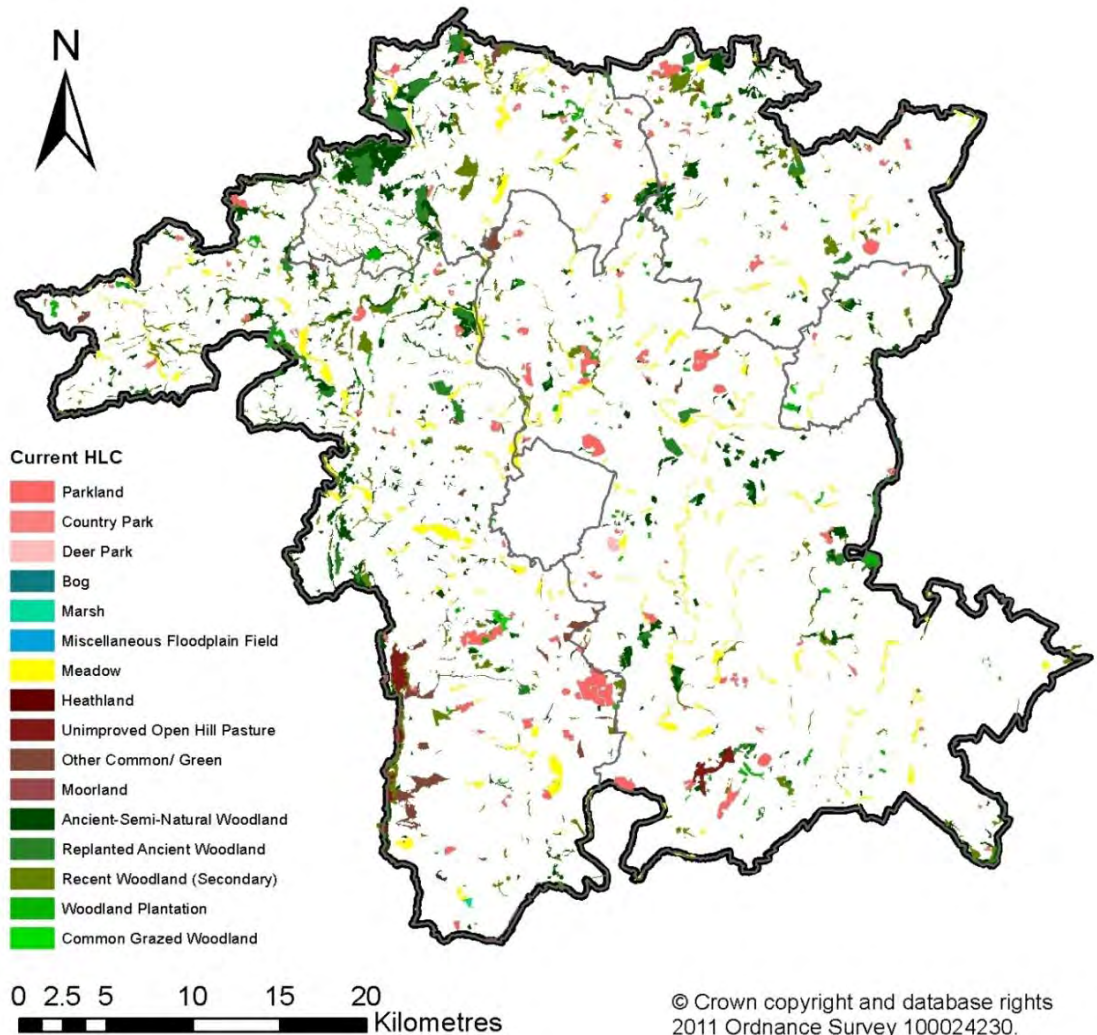 N
Current HLC
Parkland
Country Park
Deer Park
Bog
Marsh
Miscellaneous Floodplain Field
Meadow
Heathland
Unimproved Open Hill Pasture
Other Common/ Green
Moorland
Ancient-Semi-Natural Woodland
Replanted Ancient Woodland
Recent Woodland (Secondary)
Woodland Plantation
Common Grazed Woodland
0 2.5 5 10 15 20
Kilometres
© Crown copyright and database rights
2011 Ordnance Survey 100024230.